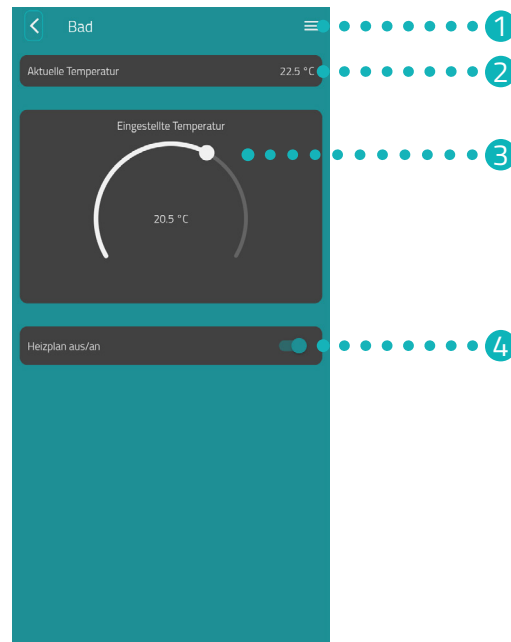 Bad
1
Aktuelle Temperatur 22.5 °C
2
Eingestellte Temperatur
3
20.5 °C
Heizplan aus/an
4